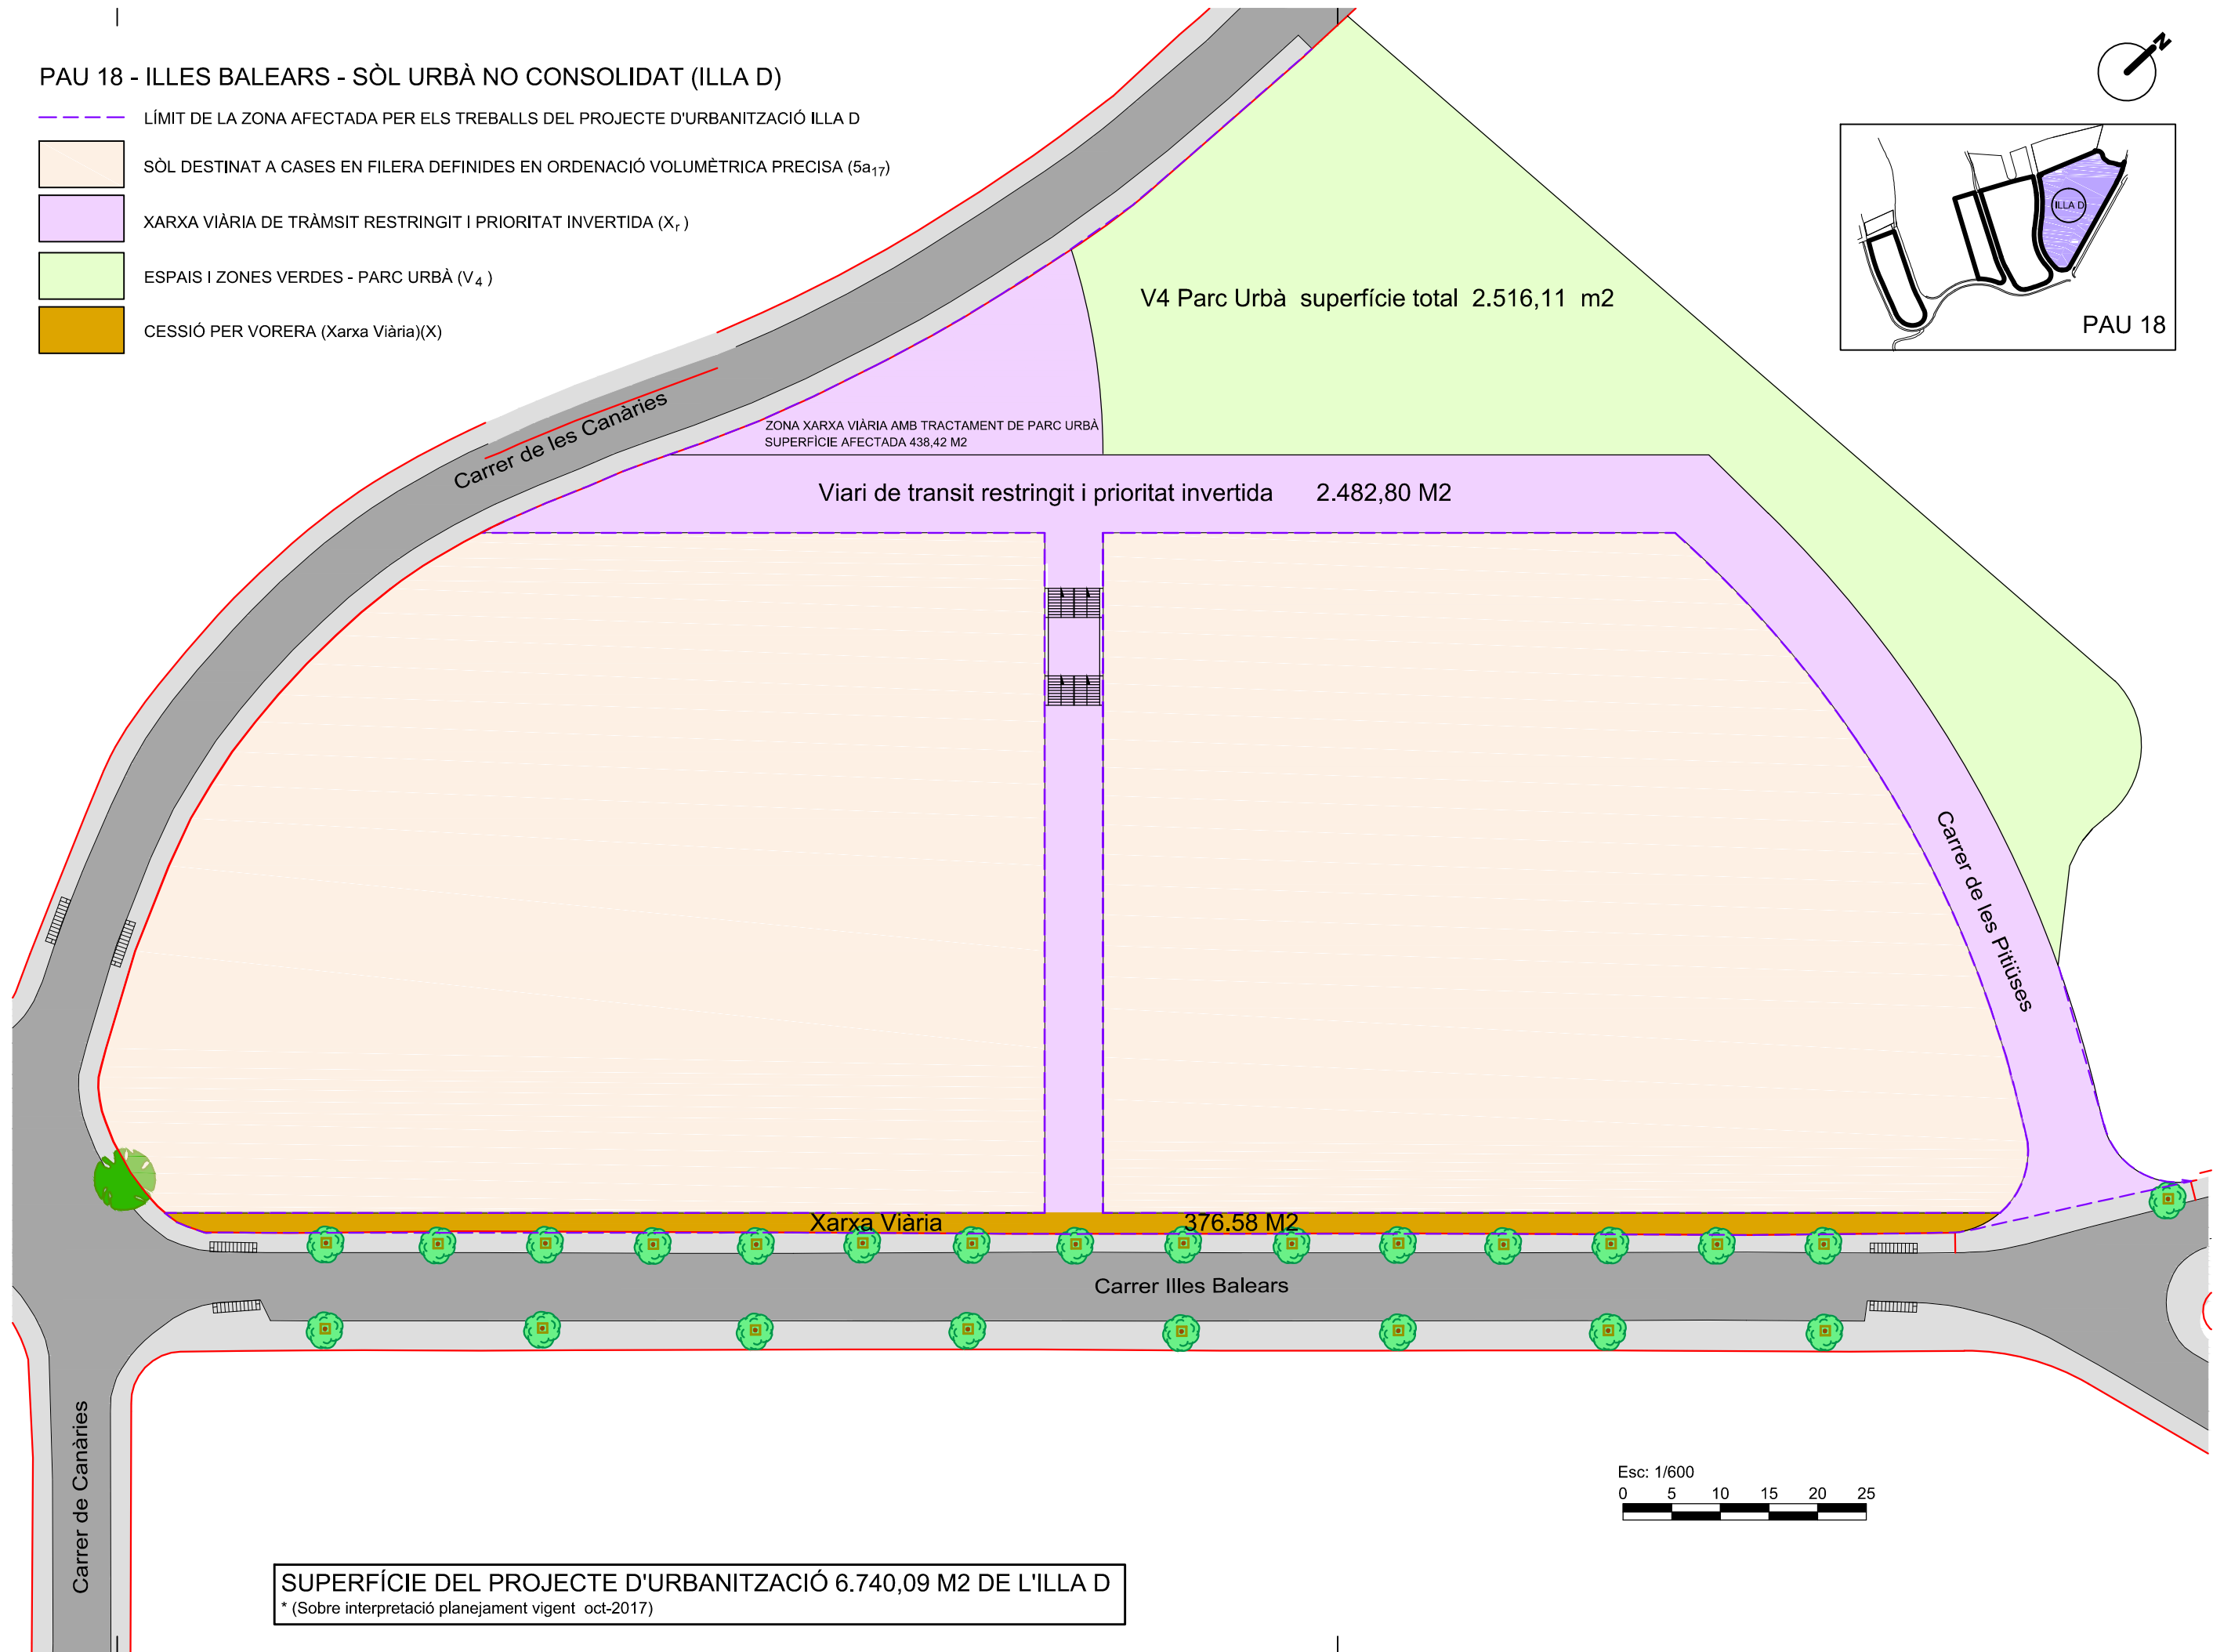 PAU 18 - ILLES BALEARS - SÒL URBÀ NO CONSOLIDAT (ILLA D)
LÍMIT DE LA ZONA AFECTADA PER ELS TREBALLS DEL PROJECTE D'URBANITZACIÓ ILLA D
SÒL DESTINAT A CASES EN FILERA DEFINIDES EN ORDENACIÓ VOLUMÈTRICA PRECISA (5a17)
XARXA VIÀRIA DE TRÀMSIT RESTRINGIT I PRIORITAT INVERTIDA (Xr )
ESPAIS I ZONES VERDES - PARC URBÀ (V4 )
CESSIÓ PER VORERA (Xarxa Viària)(X)
N
ILLA D
PAU 18
V4 Parc Urbà superfície total 2.516,11 m2
Carrer de les Canàries
ZONA XARXA VIÀRIA AMB TRACTAMENT DE PARC URBÀ
SUPERFÍCIE AFECTADA 438,42 M2
Viari de transit restringit i prioritat invertida 2.482,80 M2
Carrer de les Pitiüses
Xarxa Viària 376.58 M2
Carrer Illes Balears
Carrer de Canàries
Esc: 1/600
0 5 10 15 20 25
SUPERFÍCIE DEL PROJECTE D'URBANITZACIÓ 6.740,09 M2 DE L'ILLA D
* (Sobre interpretació planejament vigent oct-2017)